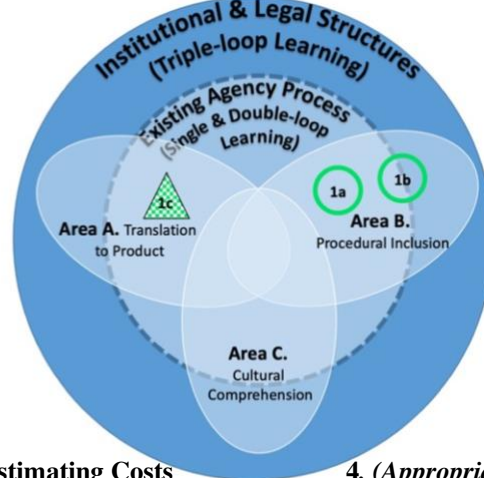 Institutional & Legal Structures
(Triple-loop Learning)
Existing Agency Process
(Single & Double-loop
Learning)
1c
1a
1b
Area A. Translation
to Product
Area B.
Procedural Inclusion
Area C.
Cultural
Comprehension
stimating Costs
4. (Appropri